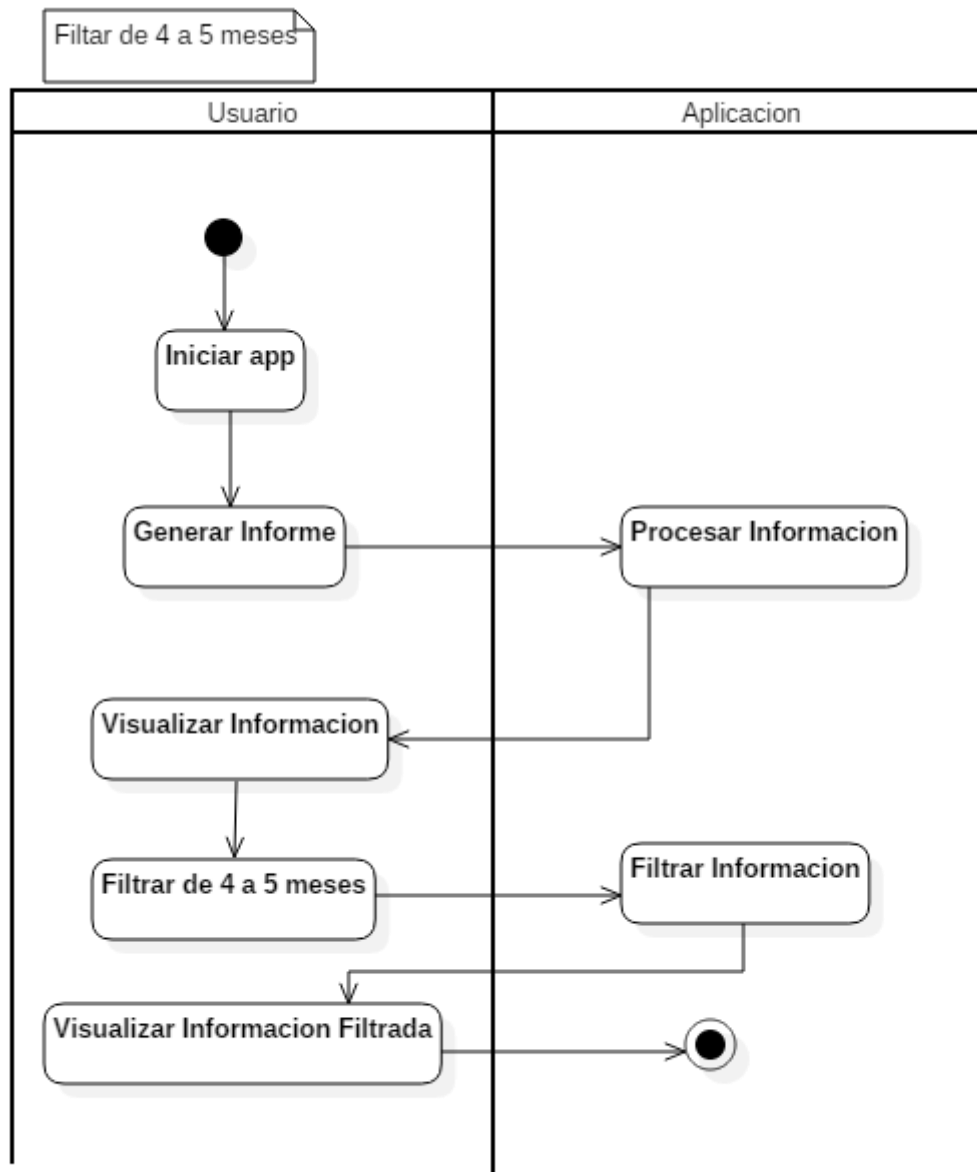 Filtar de 4 a 5 meses
Usuario
Aplicacion
Iniciar app
Generar Informe
Procesar Informacion
Visualizar Informacion
Filtrar de 4 a 5 meses
Filtrar Informacion
Visualizar Informacion Filtrada